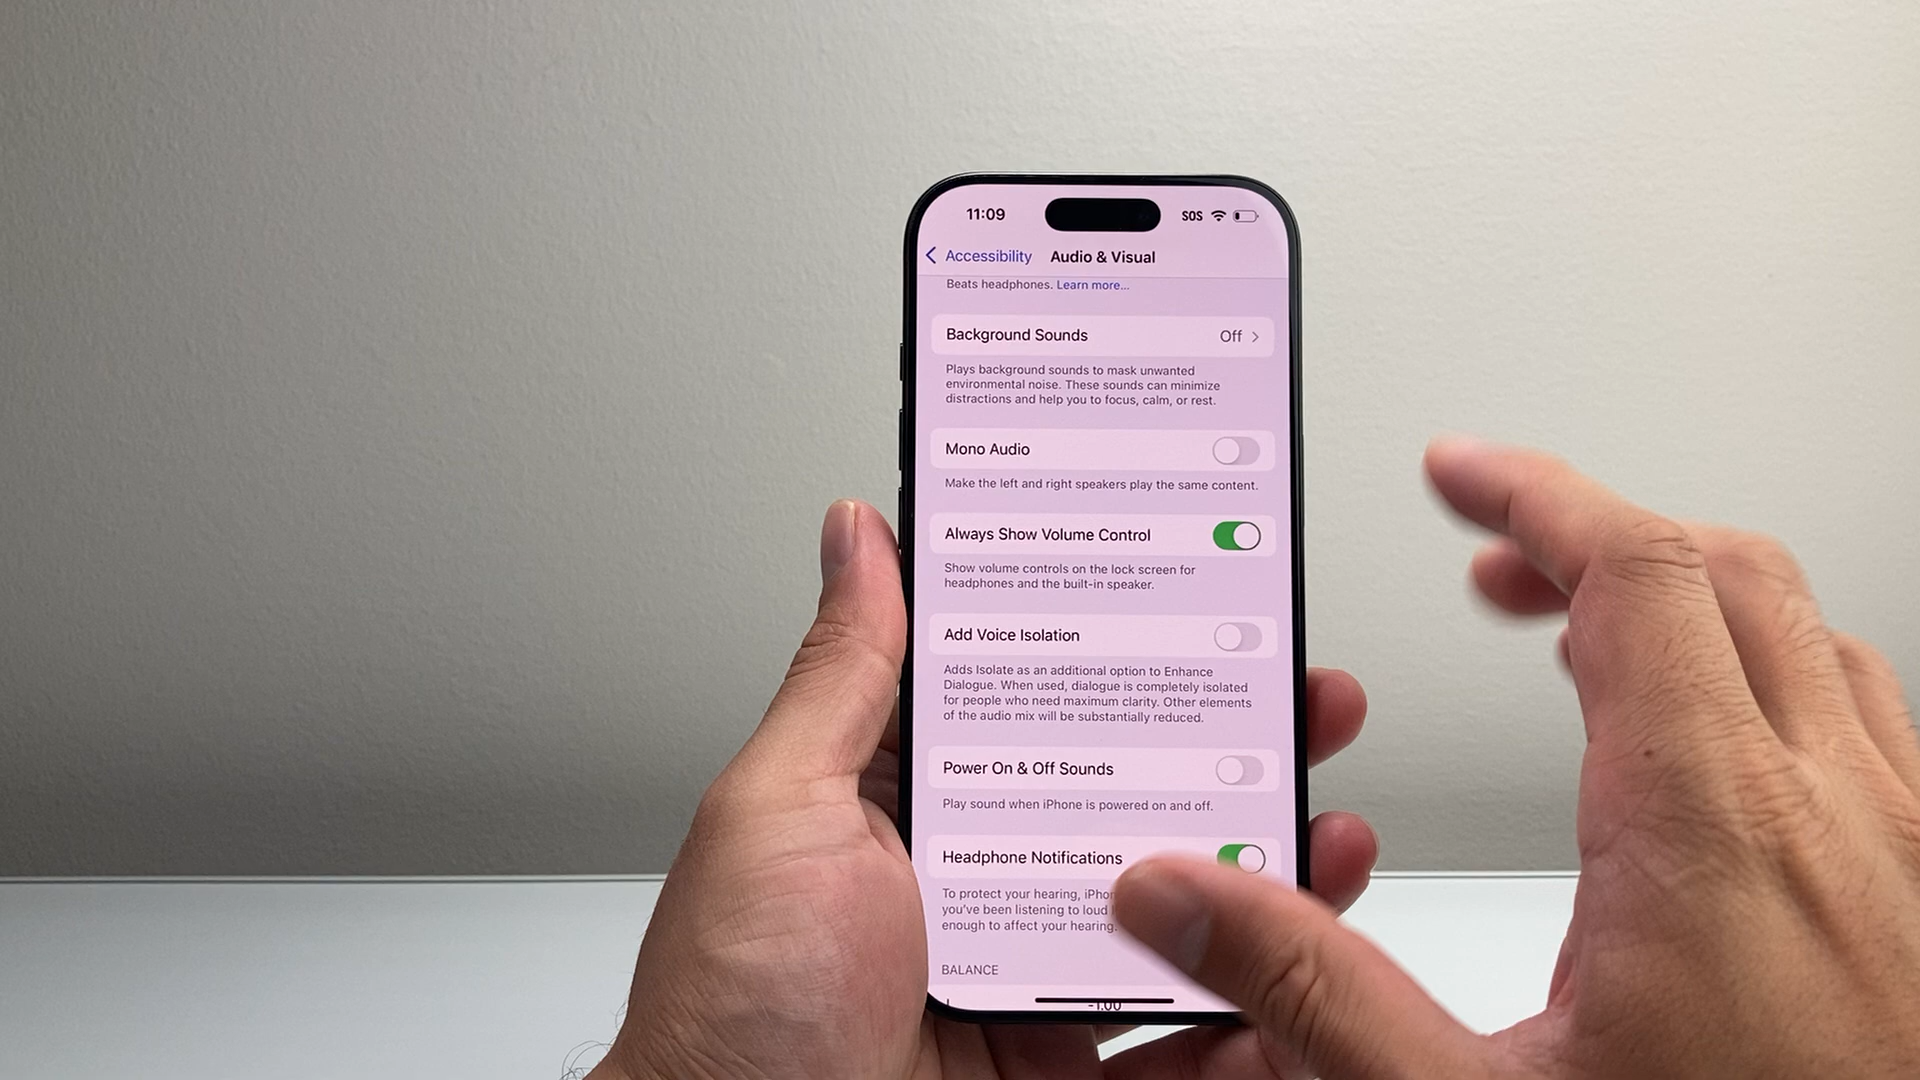 11:09 SOS
Accessibility Audio & Visual
Beats headphones. Learn more...
Background Sounds Off
Plays background sounds to mask unwanted
environmental noise. These sounds can minimize
distractions and help you to focus, calm, or rest.
Mono Audio
Make the left and right speakers play the same content.
Always Show Volume Control
Show volume controls on the lock screen for
headphones and the built-in speaker.
Add Voice Isolation
Adds Isolate as an additional option to Enhance
Dialogue. When used, dialogue is completely isolated
for people who need maximum clarity. Other elements
of the audio mix will be substantially reduced.
Power On & Off Sounds
Play sound when iPhone is powered on and off.
Headphone Notifications
To protect your hearing,
you've been listening to loud
enough to affect your hearing.
BALANCE
-1.00